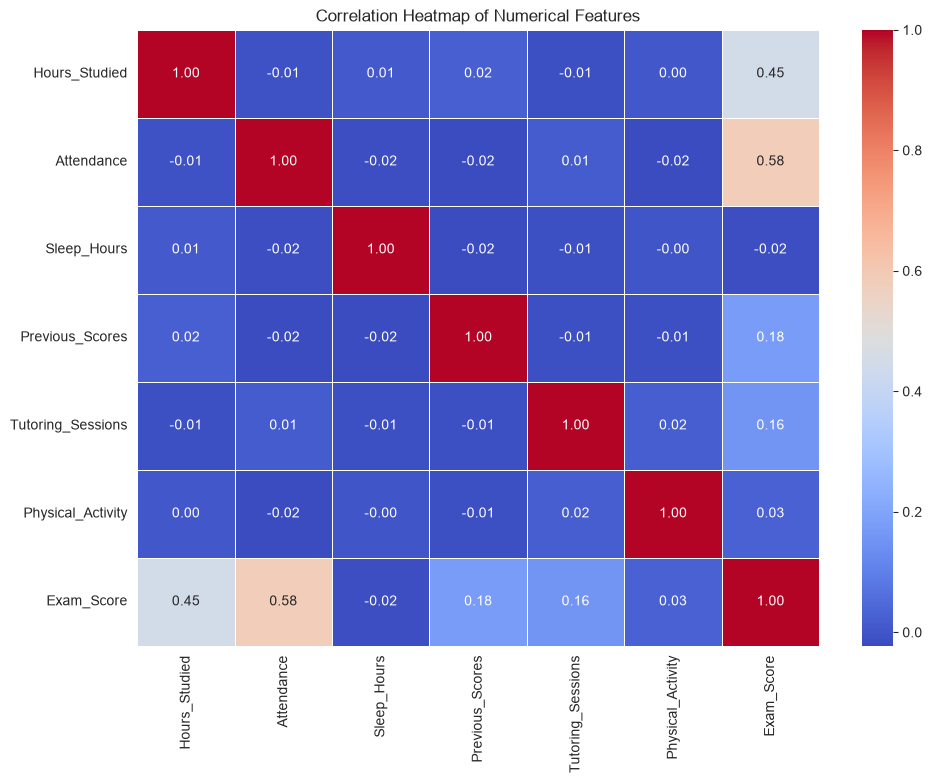 Correlation Heatmap of Numerical Features
Hours_Studied 1.00 -0.01 0.01 0.02 -0.01 0.00 0.45
Attendance -0.01 1.00 -0.02 -0.02 0.01 -0.02 0.58
Sleep_Hours 0.01 -0.02 1.00 -0.02 -0.01 -0.00 -0.02
Previous_Scores 0.02 -0.02 -0.02 1.00 -0.01 -0.01 0.18
Tutoring_Sessions -0.01 0.01 -0.01 -0.01 1.00 0.02 0.16
Physical_Activity 0.00 -0.02 -0.00 -0.01 0.02 1.00 0.03
Exam_Score 0.45 0.58 -0.02 0.18 0.16 0.03 1.00
Hours_Studied
Attendance
Sleep_Hours
Previous_Scores
Tutoring_Sessions
Physical_Activity
Exam_Score
1.0
0.8
0.6
0.4
0.2
0.0